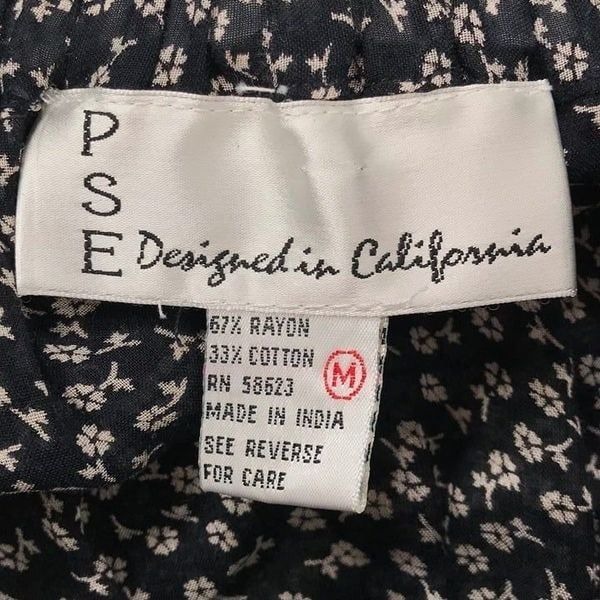 P
S
E Designed in California
67% RAYON
33% COTTON
RN 58623
M
MADE IN INDIA
SEE REVERSE
FOR CARE